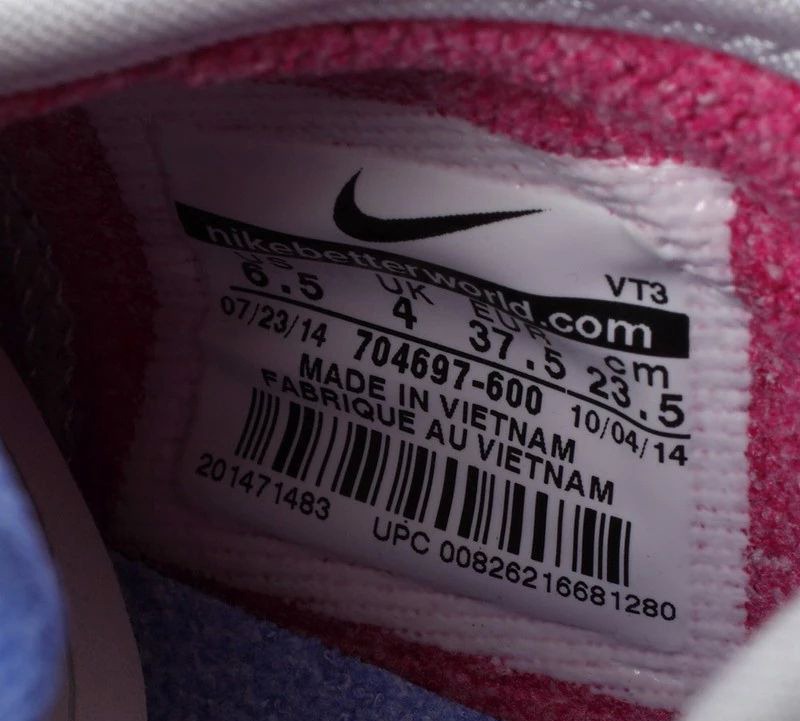 nikebetterworld.com
VT3
US UK EUR cm
6.5 4 37.5 23.5
07/23/14 704697-600 10/04/14
MADE IN VIETNAM
FABRIQUE AU VIETNAM
201471483
UPC 00826216681280